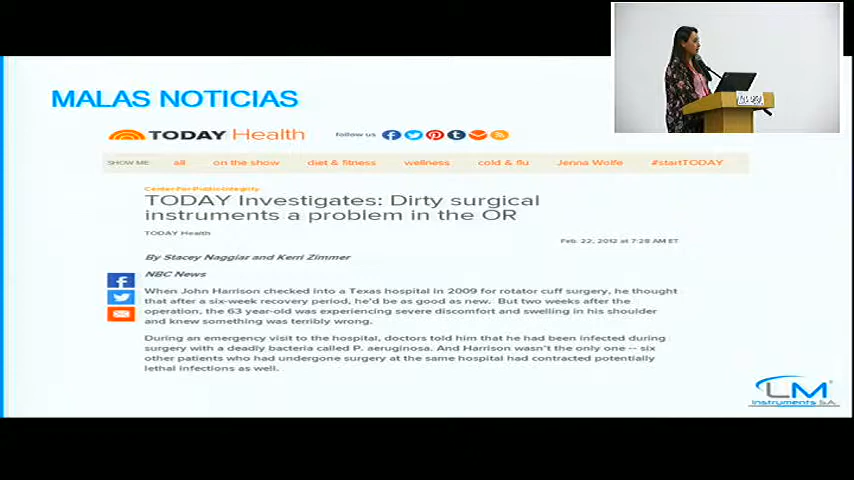 MALAS NOTICIAS
TODAY Health
follow us
SHOW ME all on the show diet & fitness wellness cold & flu Jenna Wolfe #startTODAY
Center For Public Integrity
TODAY Investigates: Dirty surgical
instruments a problem in the OR
TODAY Health
Feb. 22, 2012 at 7:28 AM ET
By Stacey Naggiar and Kerri Zimmer
NBC News
When John Harrison checked into a Texas hospital in 2009 for rotator cuff surgery, he thought
that after a six-week recovery period, he'd be as good as new. But two weeks after the
operation, the 63 year-old was experiencing severe discomfort and swelling in his shoulder
and knew something was terribly wrong.
During an emergency visit to the hospital, doctors told him that he had been infected during
surgery with a deadly bacteria called P. aeruginosa. And Harrison wasn't the only one -- six
other patients who had undergone surgery at the same hospital had contracted potentially
lethal infections as well.
LM
Instruments S.A.